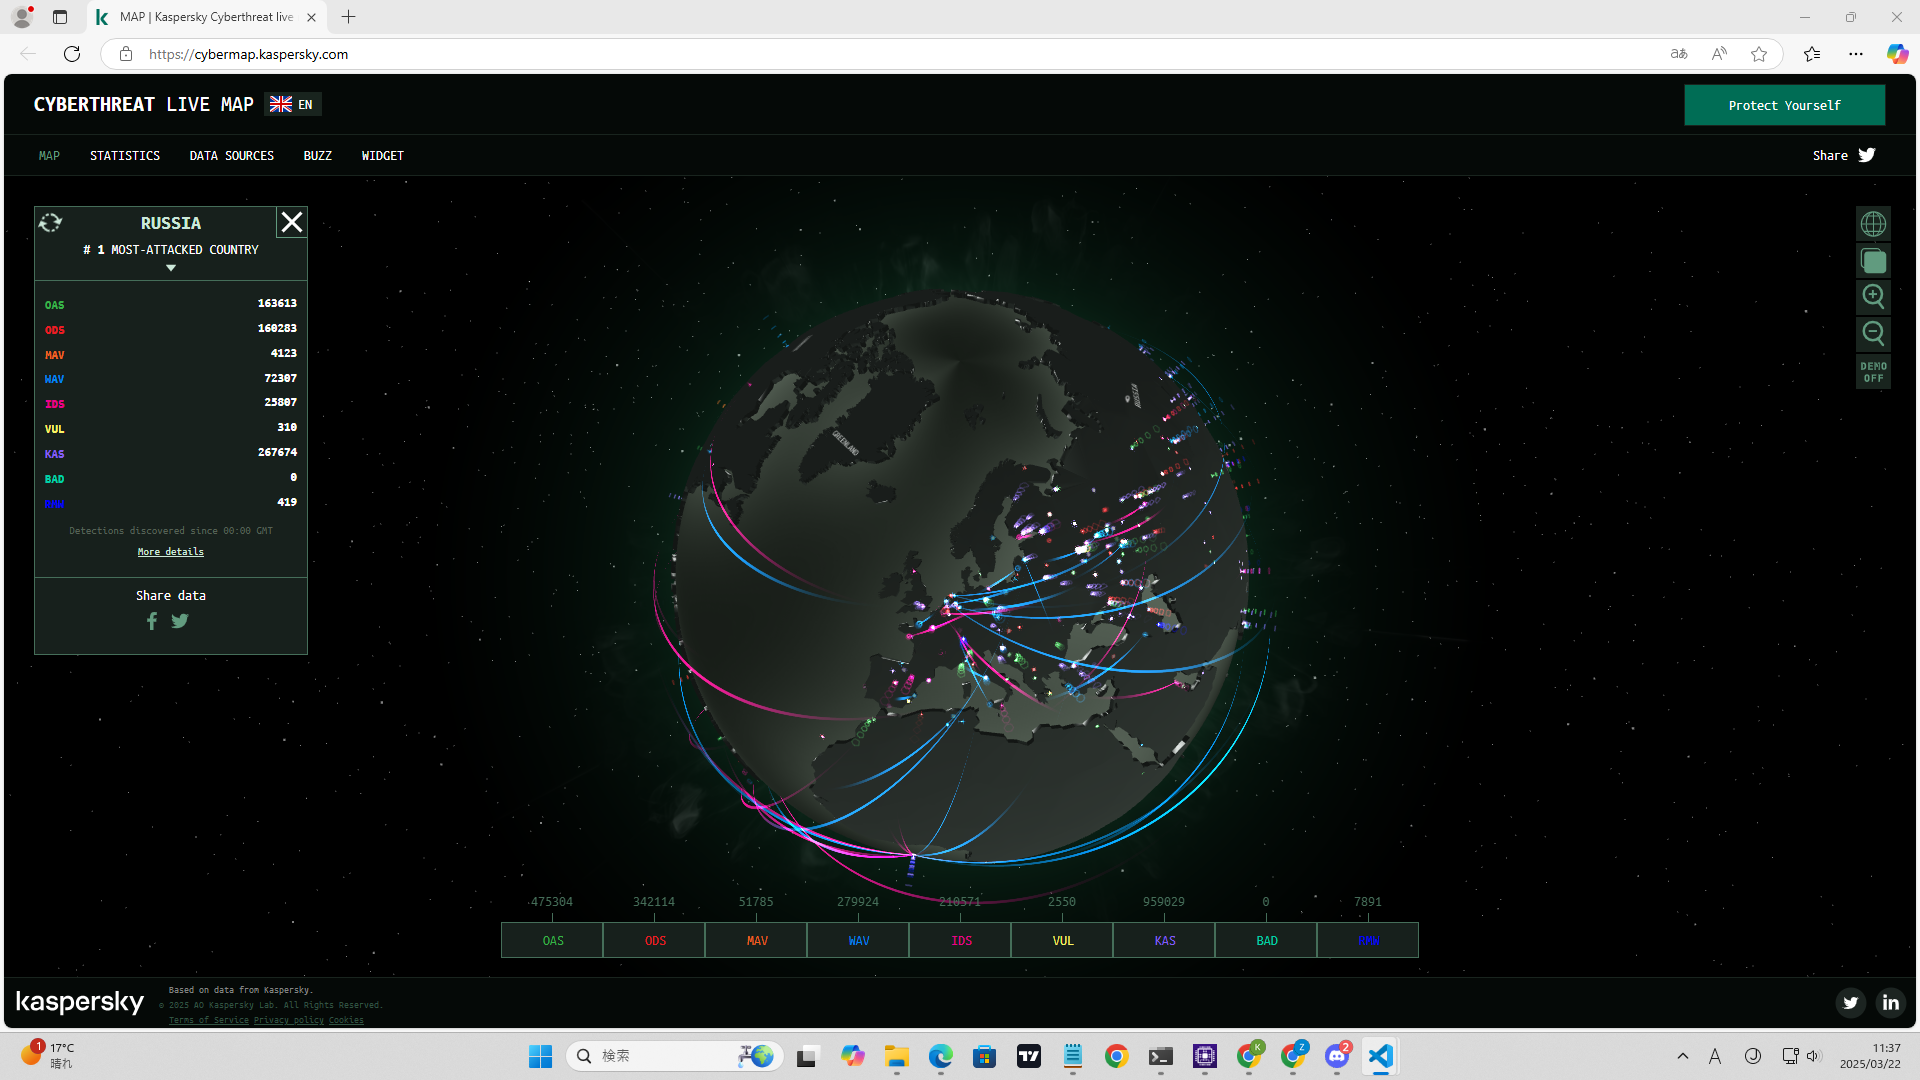 MAP | Kaspersky Cyberthreat live
https://cybermap.kaspersky.com
aあ
CYBERTHREAT LIVE MAP EN
Protect Yourself
MAP STATISTICS DATA SOURCES BUZZ WIDGET
Share
RUSSIA
# 1 MOST-ATTACKED COUNTRY
OAS 163613
ODS 160283
MAV 4123
WAV 72307
IDS 25807
VUL 310
KAS 267674
BAD 0
RMW 419
Detections discovered since 00:00 GMT
More details
Share data
DEMO
OFF
RUSSIA
GREENLAND
475304 342114 51785 279924 210571 2550 959029 0 7891
OAS ODS MAV WAV IDS VUL KAS BAD RMW
kaspersky
Based on data from Kaspersky.
© 2025 AO Kaspersky Lab. All Rights Reserved.
Terms of Service Privacy policy Cookies
1
17°C
晴れ
検索
K
Z
2
A
11:37
2025/03/22